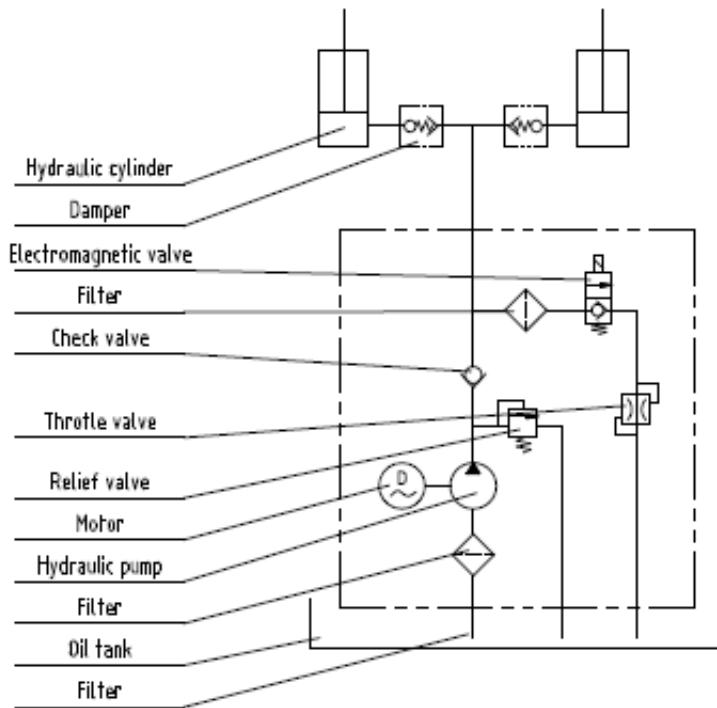 Hydraulic cylinder
Damper
Electromagnetic valve
Filter
Check valve
Throtle valve
Relief valve
D
Motor
Hydraulic pump
Filter
Oil tank
Filter